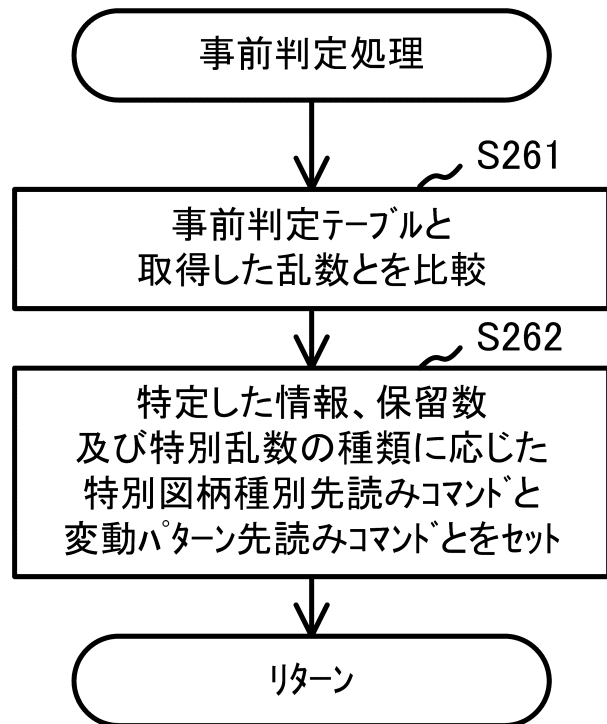 事前判定処理
S261
事前判定テーブルと
取得した乱数とを比較
S262
特定した情報、保留数
及び特別乱数の種類に応じた
特別図柄種別先読みコマンドと
変動パターン先読みコマンドとをセット
リターン